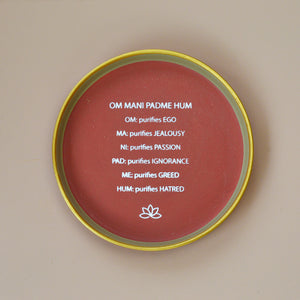 OM MANI PADME HUM
OM: purifies EGO
MA: purifies JEALOUSY
NI: purifies PASSION
PAD: purifies IGNORANCE
ME: purifies GREED
HUM: purifies HATRED